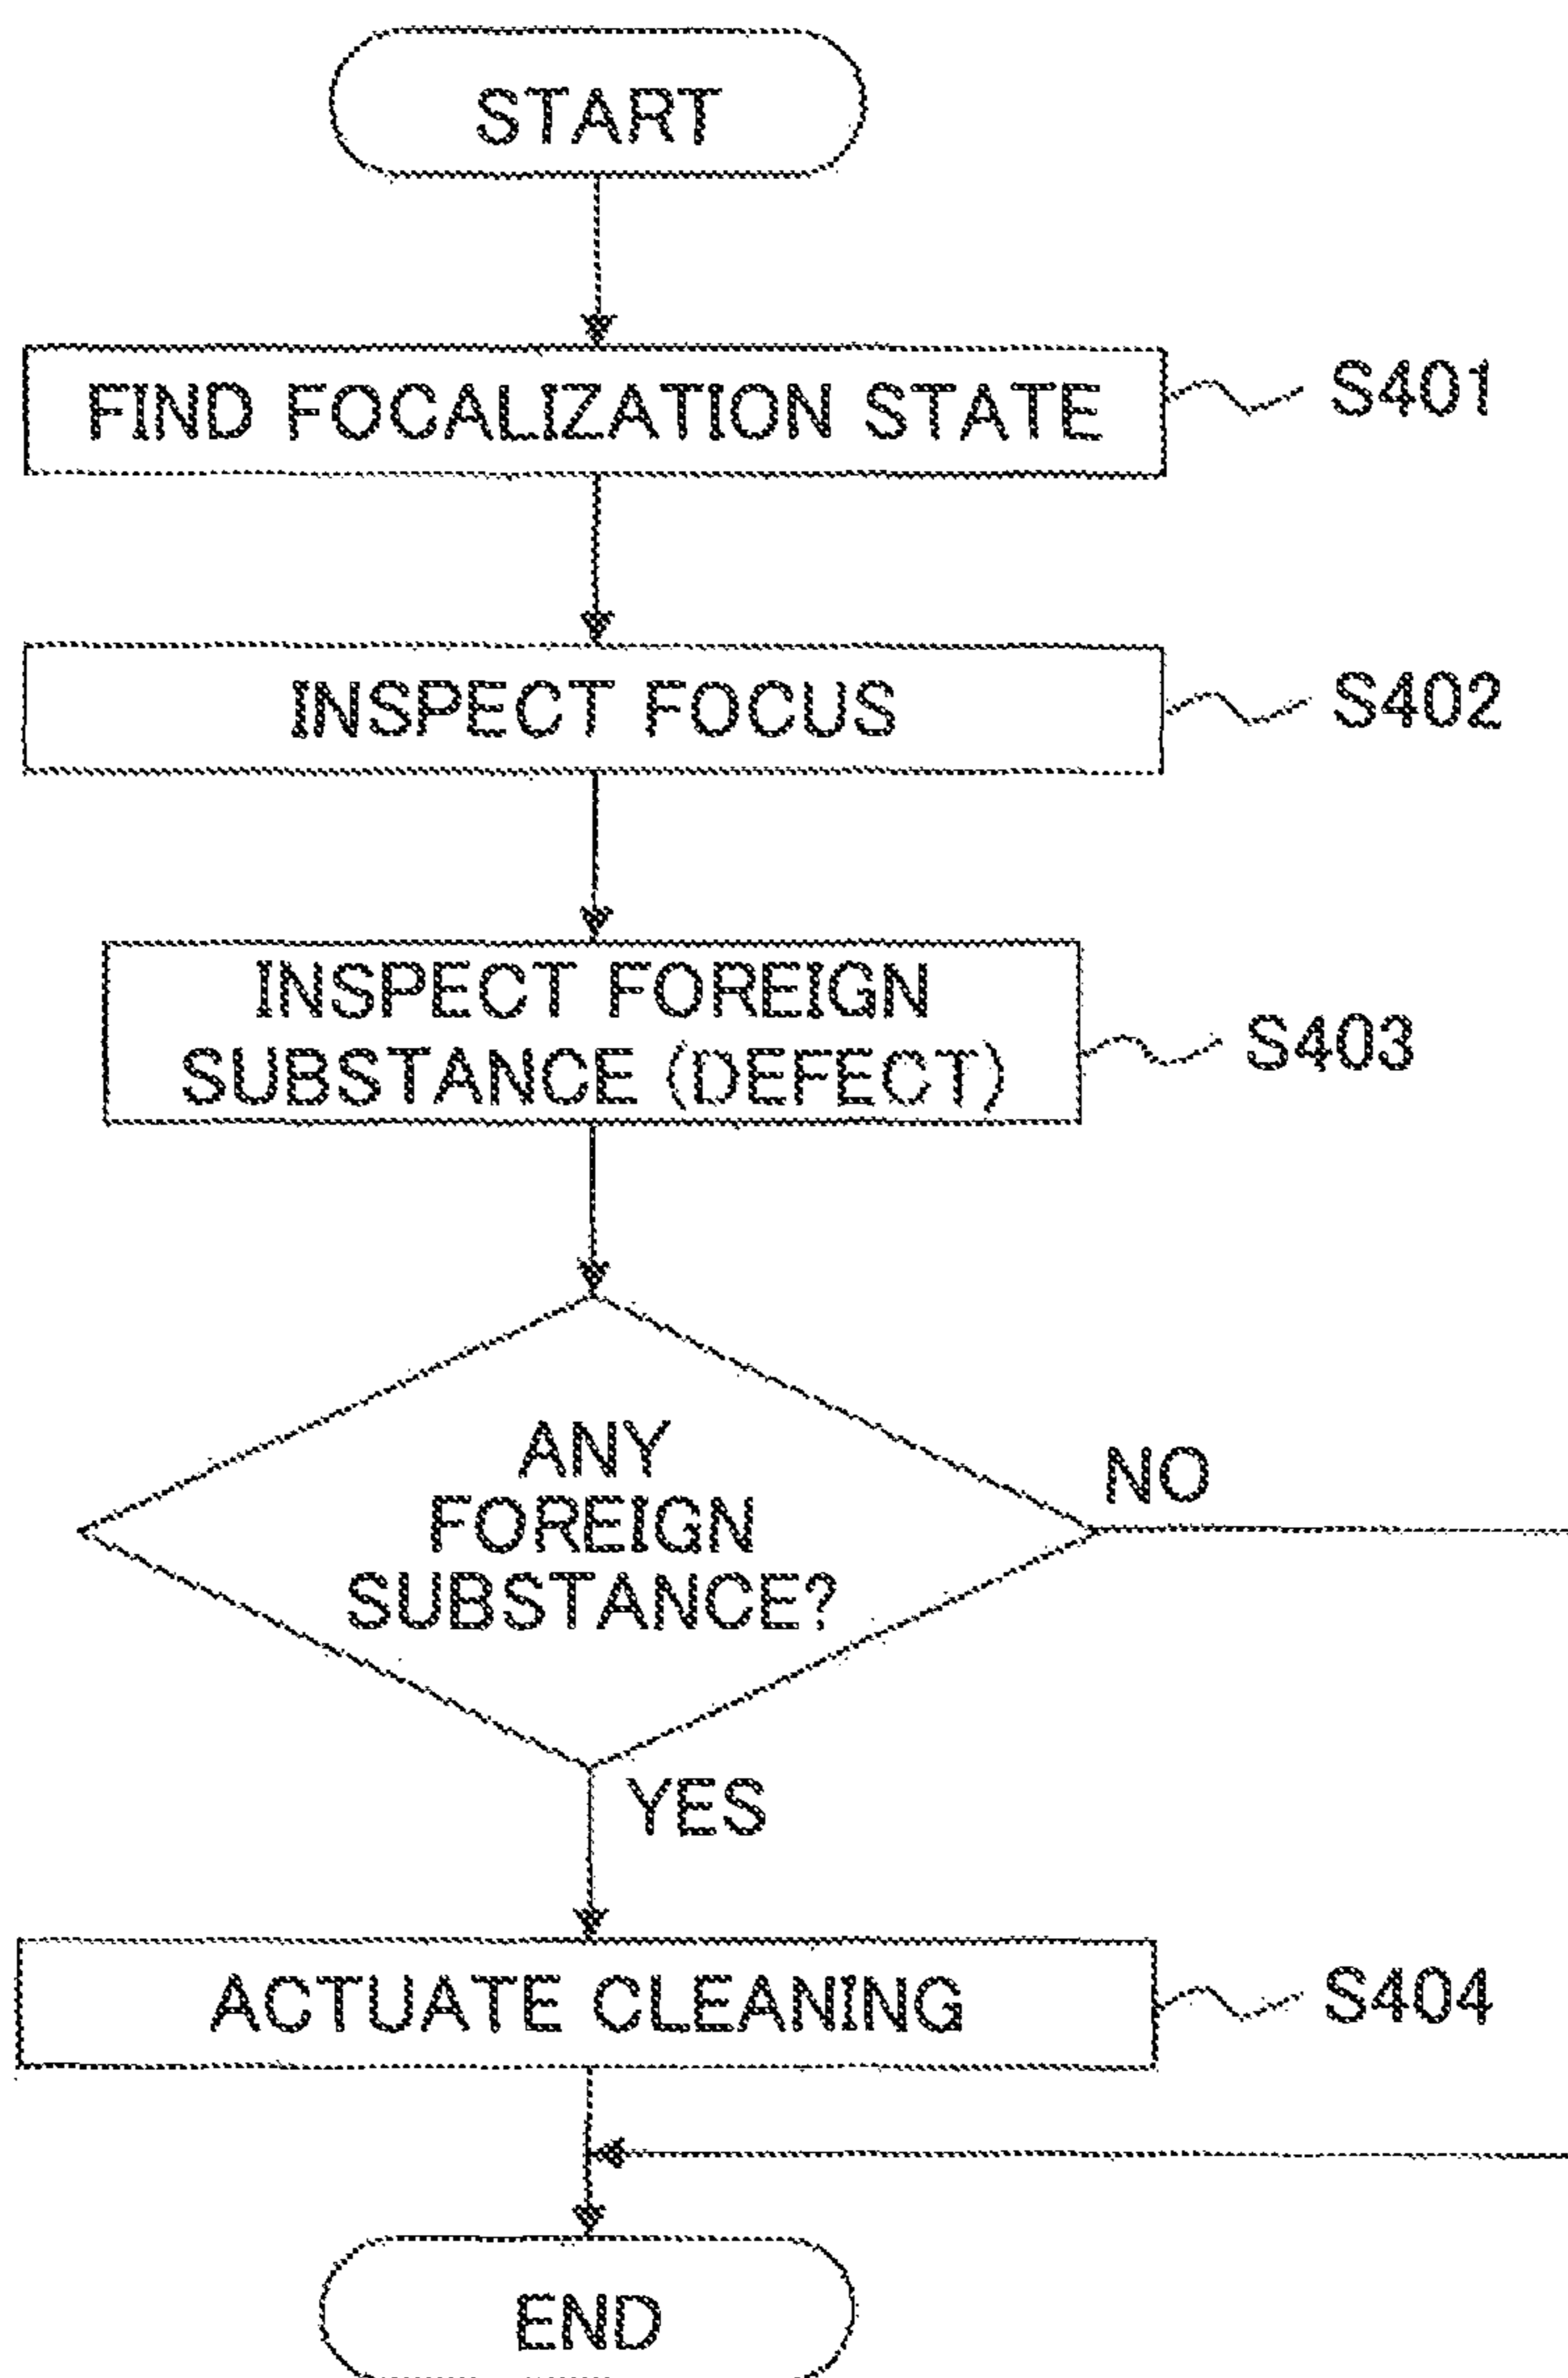 START
FIND FOCALIZATION STATE
S401
INSPECT FOCUS
S402
INSPECT FOREIGN
SUBSTANCE (DEFECT)
S403
ANY
FOREIGN
SUBSTANCE?
NO
YES
ACTUATE CLEANING
S404
END